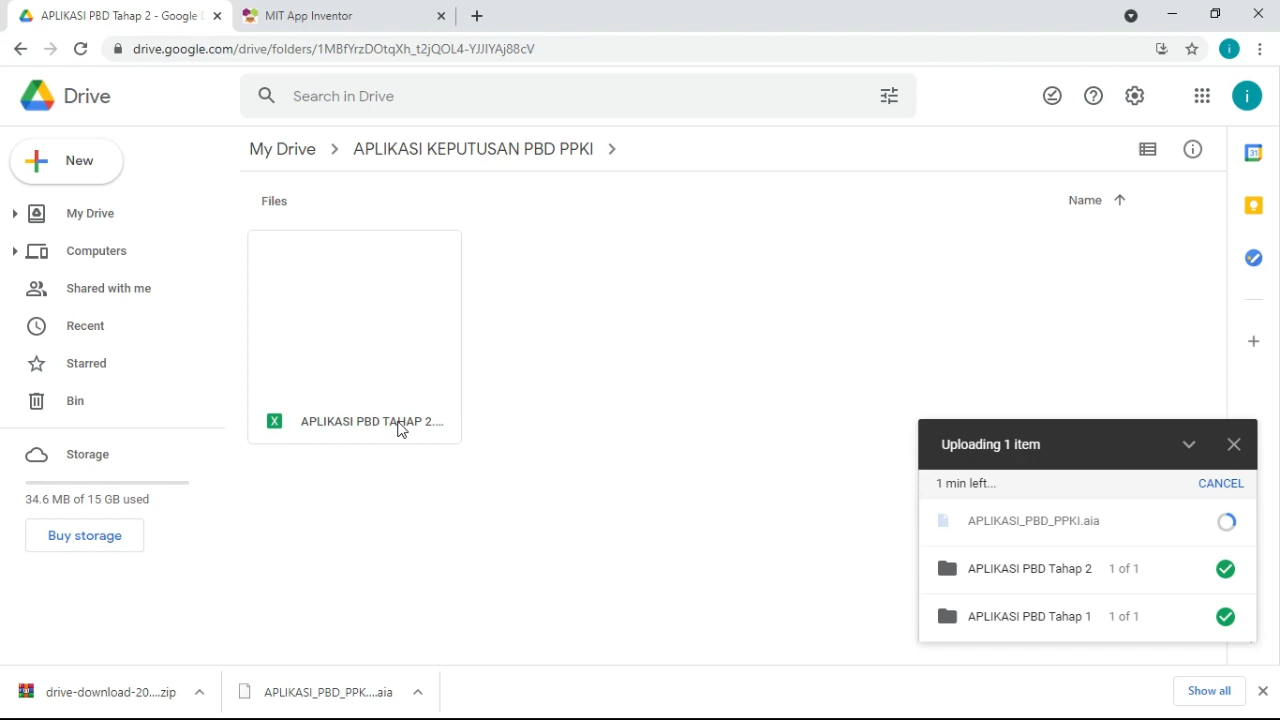 APLIKASI PBD Tahap 2 - Google
MIT App Inventor
drive.google.com/drive/folders/1MBfYrzDOtqXh_t2jQOL4-YJJIYAj88cV
i
Drive
Search in Drive
i
New
My Drive
Computers
Shared with me
Recent
Starred
Bin
Storage
34.6 MB of 15 GB used
Buy storage
My Drive > APLIKASI KEPUTUSAN PBD PPKI >
Files
Name
31
X APLIKASI PBD TAHAP 2....
Uploading 1 item
1 min left...
CANCEL
APLIKASI_PBD_PPKI.aia
APLIKASI PBD Tahap 2 1 of 1
APLIKASI PBD Tahap 1 1 of 1
drive-download-20....zip
APLIKASI_PBD_PPK....aia
Show all